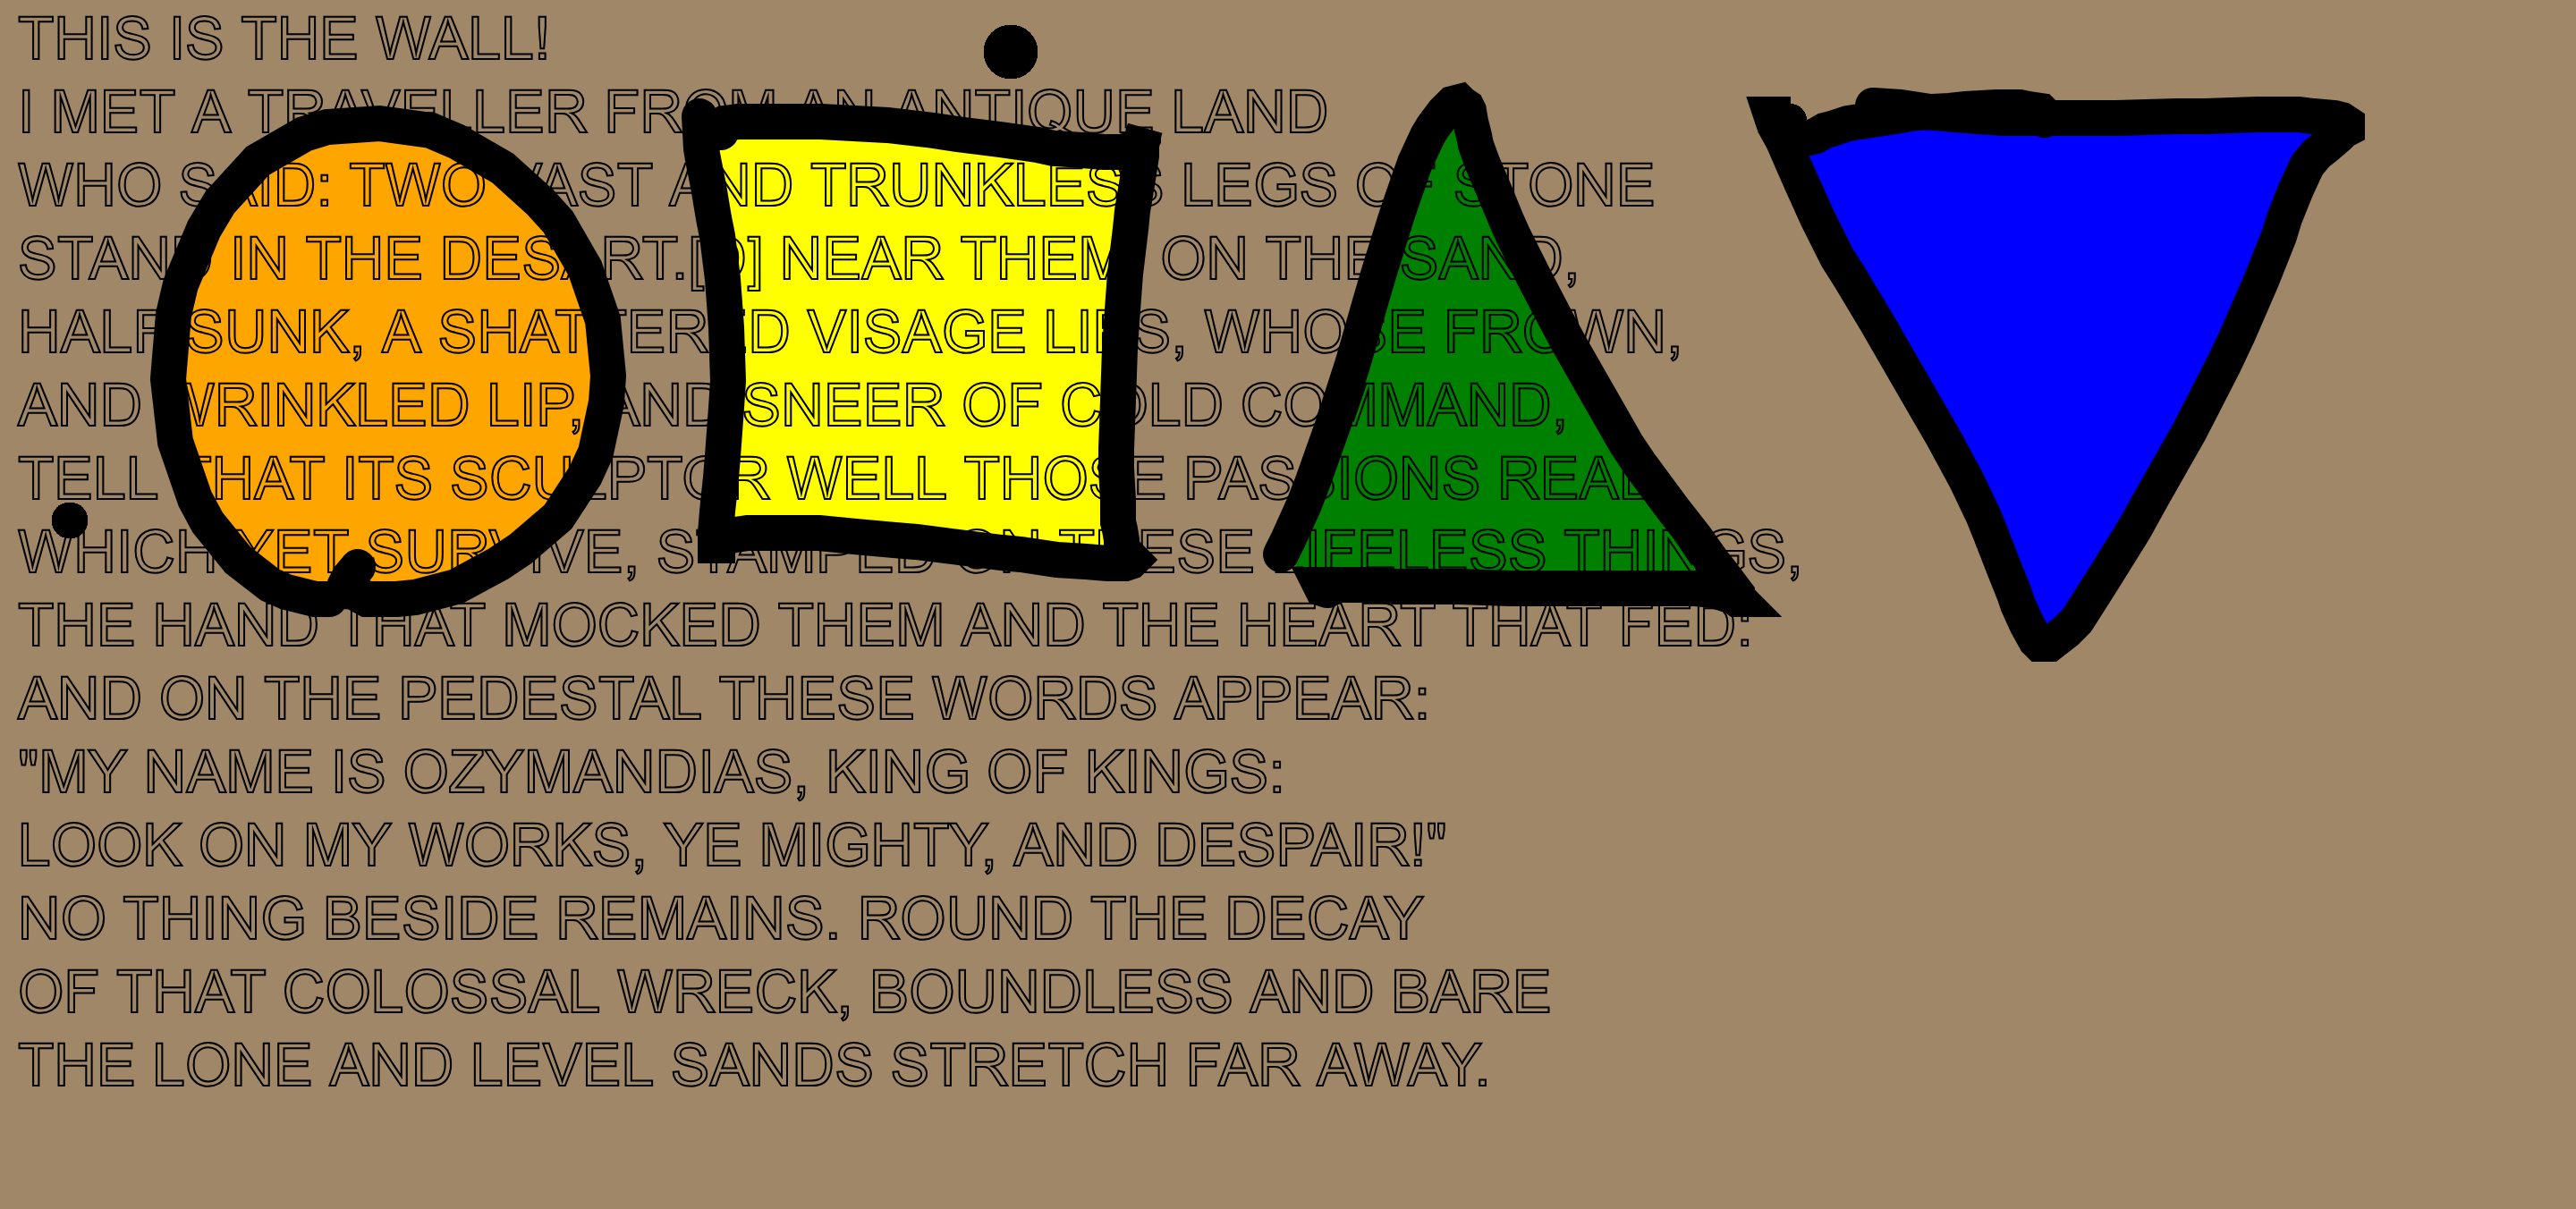 THIS IS THE WALL!
I MET A TRAVELLER FROM AN ANTIQUE LAND
WHO SAID: TWO VAST AND TRUNKLESS LEGS OF STONE
STAND IN THE DESART.[D] NEAR THEM, ON THE SAND,
HALF SUNK, A SHATTERED VISAGE LIES, WHOSE FROWN,
AND WRINKLED LIP, AND SNEER OF COLD COMMAND,
TELL THAT ITS SCULPTOR WELL THOSE PASSIONS READ
WHICH YET SURVIVE, STAMPED ON THESE LIFELESS THINGS,
THE HAND THAT MOCKED THEM AND THE HEART THAT FED:
AND ON THE PEDESTAL THESE WORDS APPEAR:
"MY NAME IS OZYMANDIAS, KING OF KINGS:
LOOK ON MY WORKS, YE MIGHTY, AND DESPAIR!"
NO THING BESIDE REMAINS. ROUND THE DECAY
OF THAT COLOSSAL WRECK, BOUNDLESS AND BARE
THE LONE AND LEVEL SANDS STRETCH FAR AWAY.